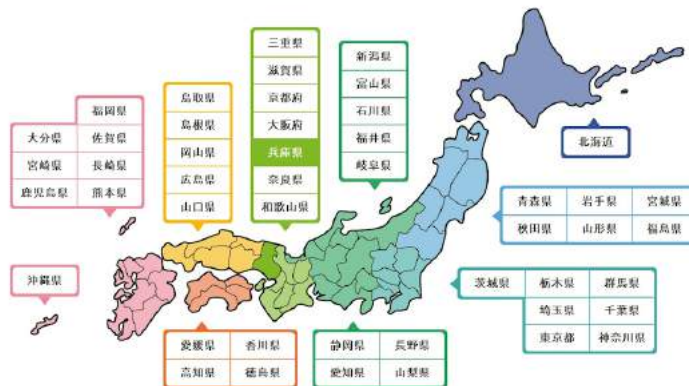 三重県
滋賀県
京都府
大阪府
兵庫県
奈良県
和歌山県
新潟県
富山県
石川県
福井県
岐阜県
鳥取県
島根県
岡山県
広島県
山口県
福岡県
大分県 佐賀県
宮崎県 長崎県
鹿児島県 熊本県
北海道
青森県 岩手県 宮城県
秋田県 山形県 福島県
沖縄県
茨城県 栃木県 群馬県
埼玉県 千葉県
東京都 神奈川県
愛媛県 香川県
高知県 徳島県
静岡県 長野県
愛知県 山梨県